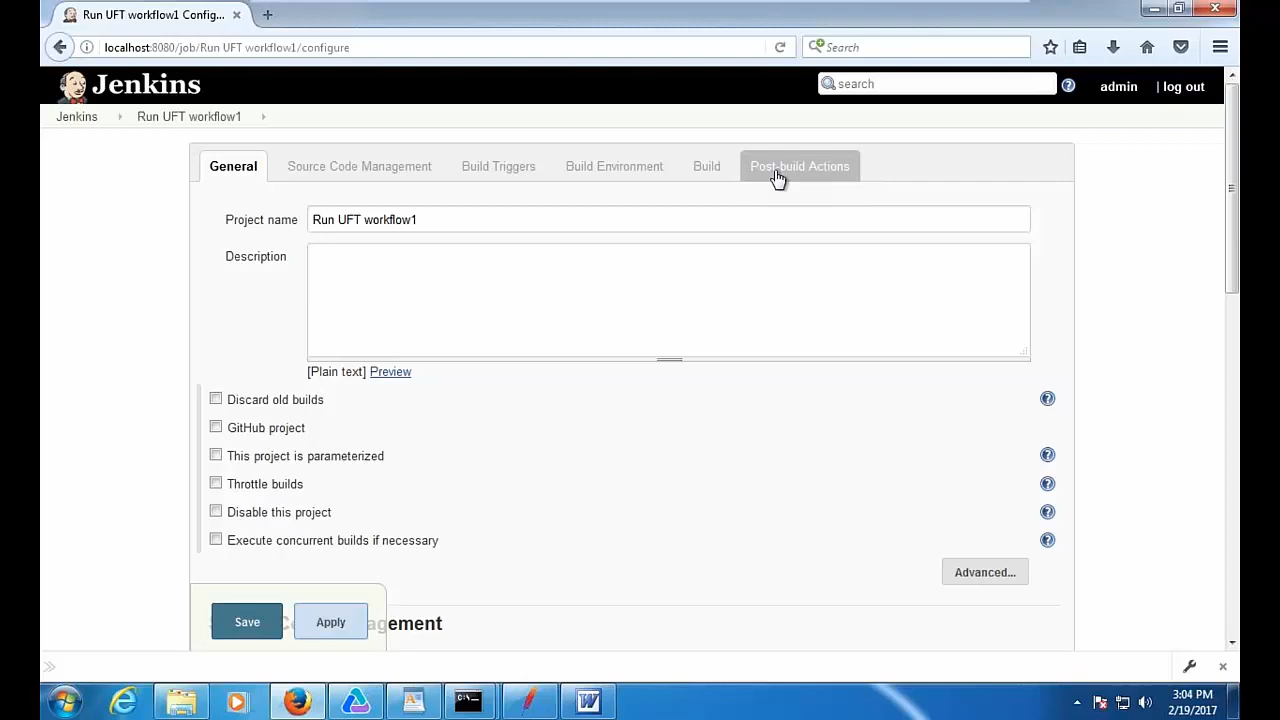 Run UFT workflow1 Config...
localhost:8080/job/Run UFT workflow1/configure
Search
Jenkins
search
admin
| log out
Jenkins
Run UFT workflow1
General
Source Code Management
Build Triggers
Build Environment
Build
Post-build Actions
Project name
Run UFT workflow1
Description
[Plain text] Preview
Discard old builds
GitHub project
This project is parameterized
Throttle builds
Disable this project
Execute concurrent builds if necessary
Advanced...
Save
Apply
agement
3:04 PM
2/19/2017